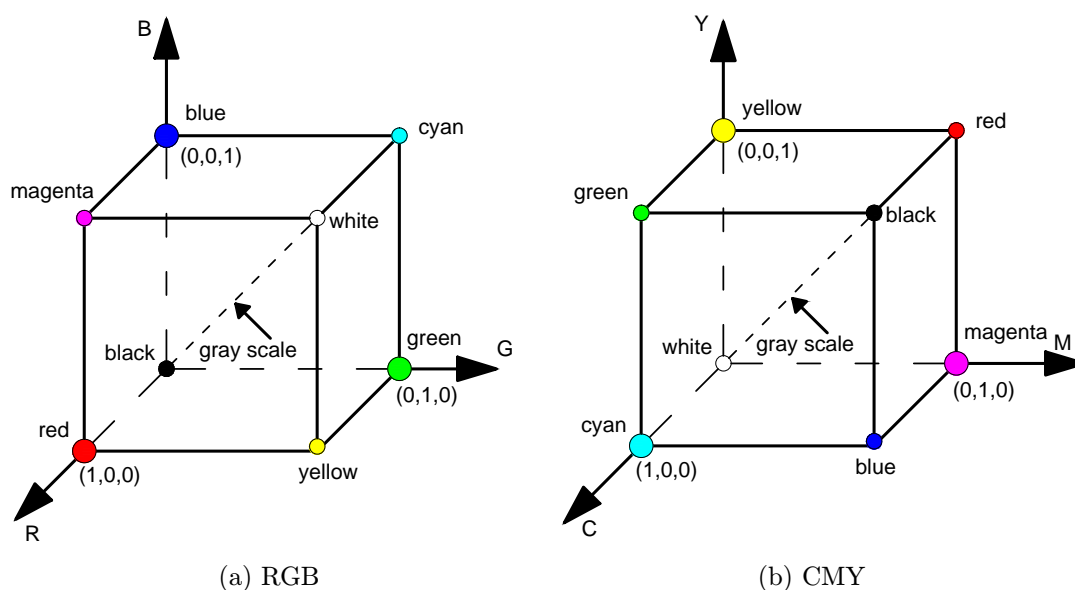 B
blue
cyan
(0,0,1)
magenta
white
gray scale
black
green
G
(0,1,0)
red
(1,0,0)
yellow
R
(a) RGB
Y
yellow
red
(0,0,1)
green
black
magenta
M
white
gray scale
(0,1,0)
cyan
(1,0,0)
blue
C
(b) CMY